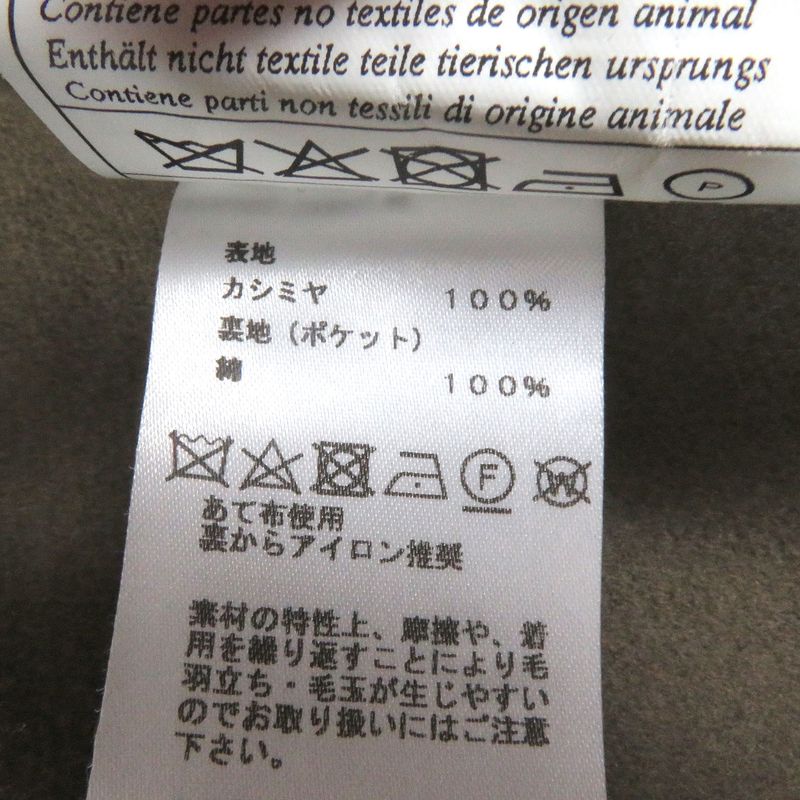 Contiene partes no textiles de origen animal
Enthält nicht textile teile tierischen ursprungs
Contiene parti non tessili di origine animale
P
表地
カシミヤ 100%
裏地(ポケット)
綿 100%
F W
あて布使用
裏からアイロン推奨
素材の特性上、摩擦や、着
用を繰り返すことにより毛
羽立ち・毛玉が生じやすい
のでお取り扱いにはご注意
下さい。